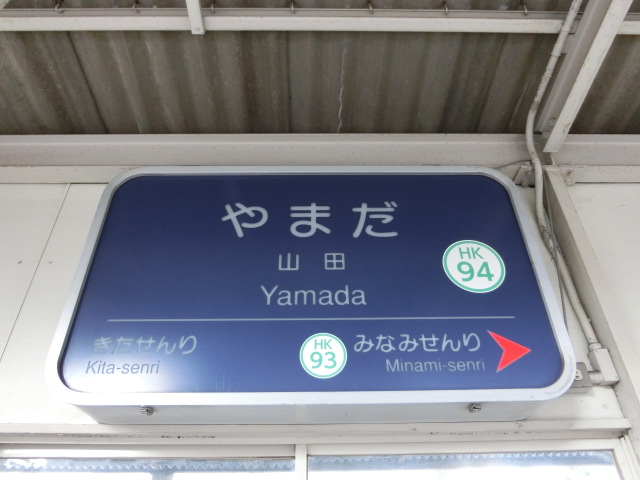 やまだ
山田
Yamada
HK
94
きたせんり
Kita-senri
HK
93
みなみせんり
Minami-senri